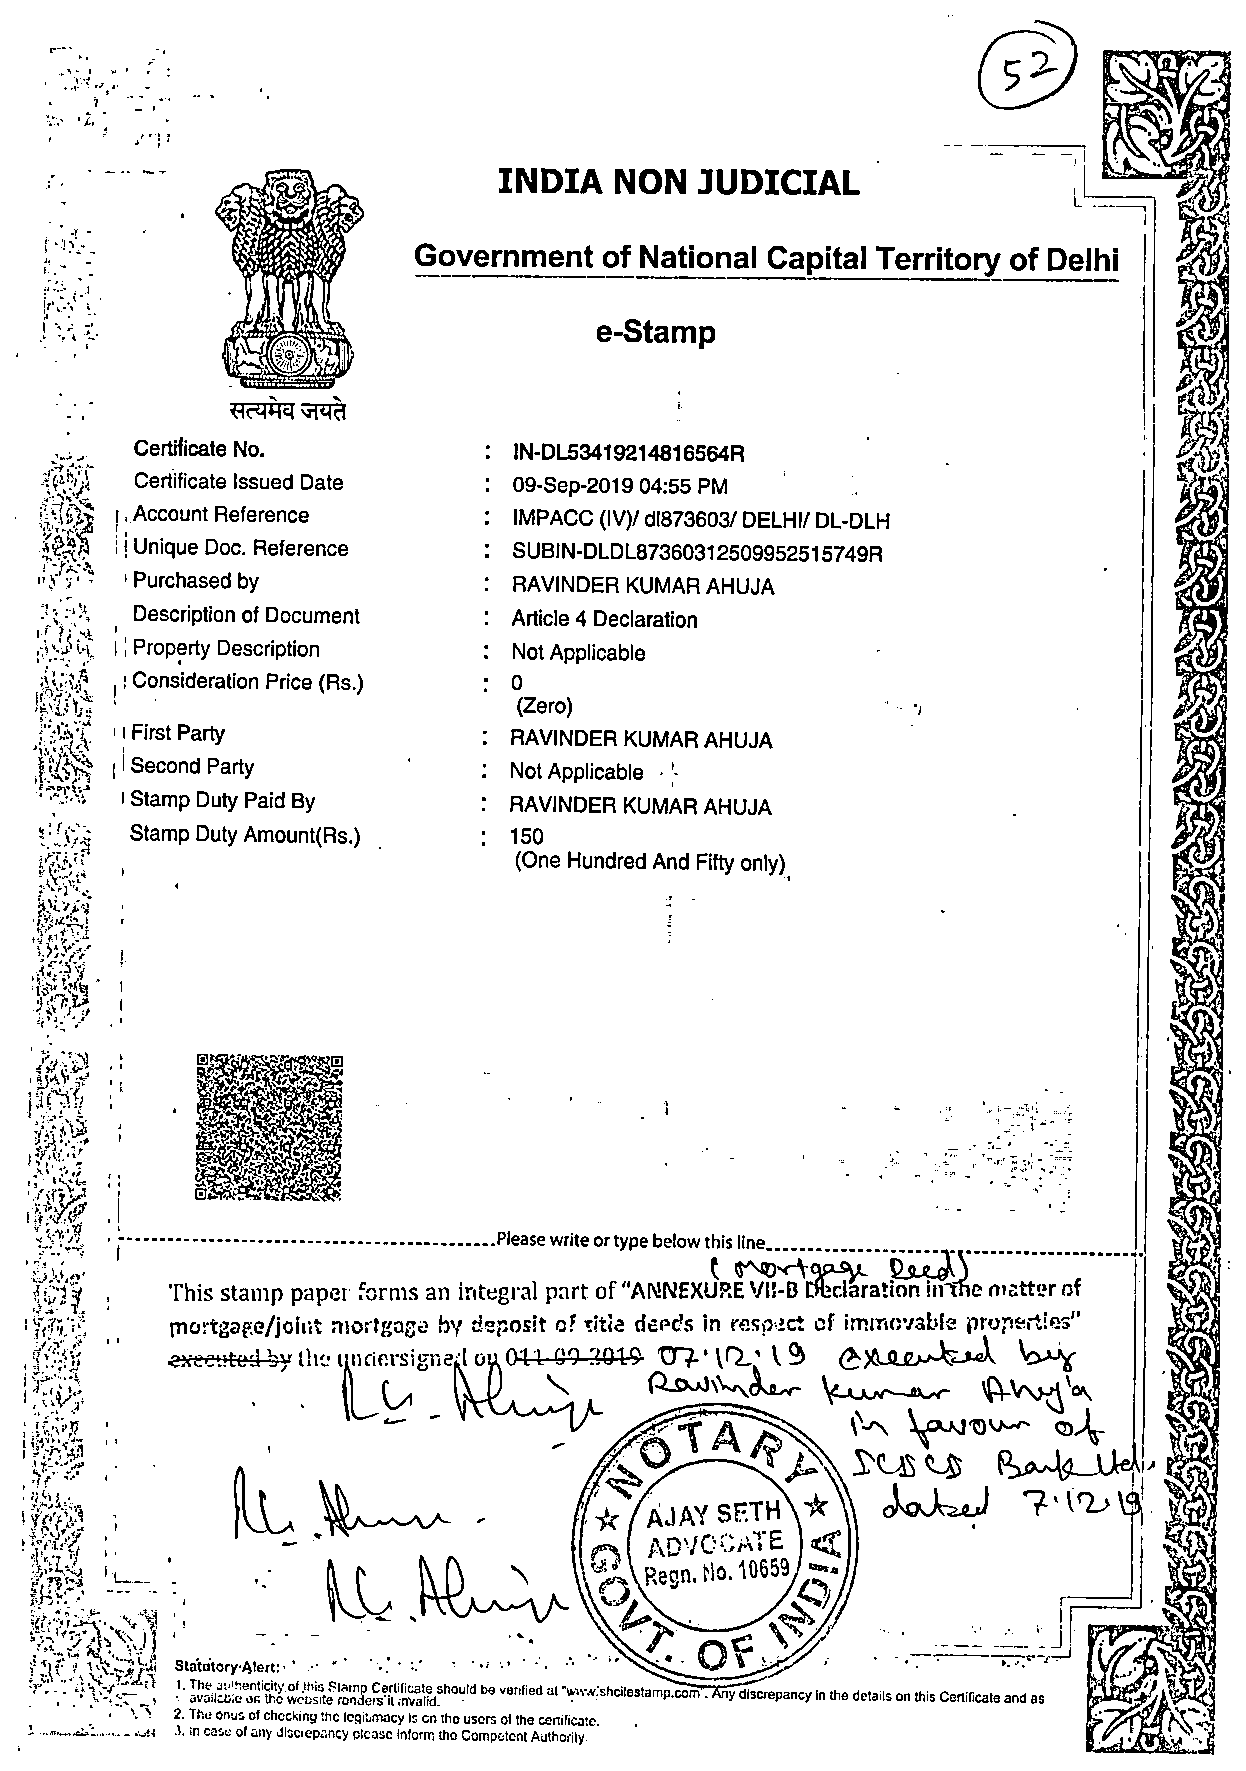 52
INDIA NON JUDICIAL
Government of National Capital Territory of Delhi
e-Stamp
सत्यमेव जयते
Certificate No. : IN-DL53419214816564R
Certificate Issued Date : 09-Sep-2019 04:55 PM
Account Reference : IMPACC (IV)/ dl873603/ DELHI/ DL-DLH
Unique Doc. Reference : SUBIN-DLDL87360312509952515749R
Purchased by : RAVINDER KUMAR AHUJA
Description of Document : Article 4 Declaration
Property Description : Not Applicable
Consideration Price (Rs.) : 0
(Zero)
First Party : RAVINDER KUMAR AHUJA
Second Party : Not Applicable
Stamp Duty Paid By : RAVINDER KUMAR AHUJA
Stamp Duty Amount(Rs.) : 150
(One Hundred And Fifty only)
Please write or type below this line
(Mortgage Deed)
This stamp paper forms an integral part of "ANNEXURE VII-B Declaration in the matter of
mortgage/joint mortgage by deposit of title deeds in respect of immovable properties"
executed by the undersigned on 011-09-2019 07.12.19 executed by
Ravinder kumar Ahuja
in favour of
Bank Ltd.
dated 7.12.19
NOTARY
AJAY SETH
ADVOCATE
Regn. No. 10659
GOVT. OF INDIA
Statutory Alert:
1. The authenticity of this Stamp Certificate should be verified at "www.shcilestamp.com". Any discrepancy in the details on this Certificate and as
available on the website renders it invalid.
2. The onus of checking the legitimacy is on the users of the certificate.
3. In case of any discrepancy please inform the Competent Authority.